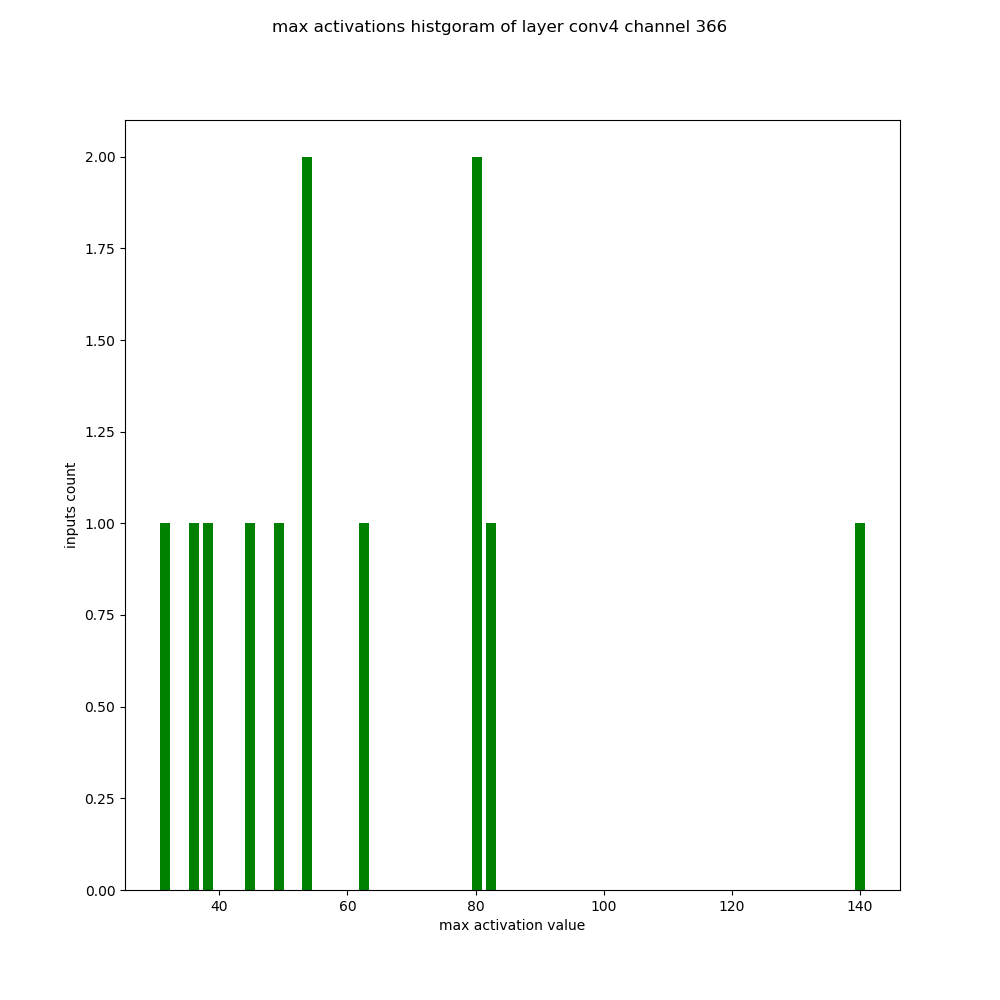 max activations histgoram of layer conv4 channel 366
2.00
1.75
1.50
1.25
1.00
0.75
0.50
0.25
0.00
inputs count
40 60 80 100 120 140
max activation value